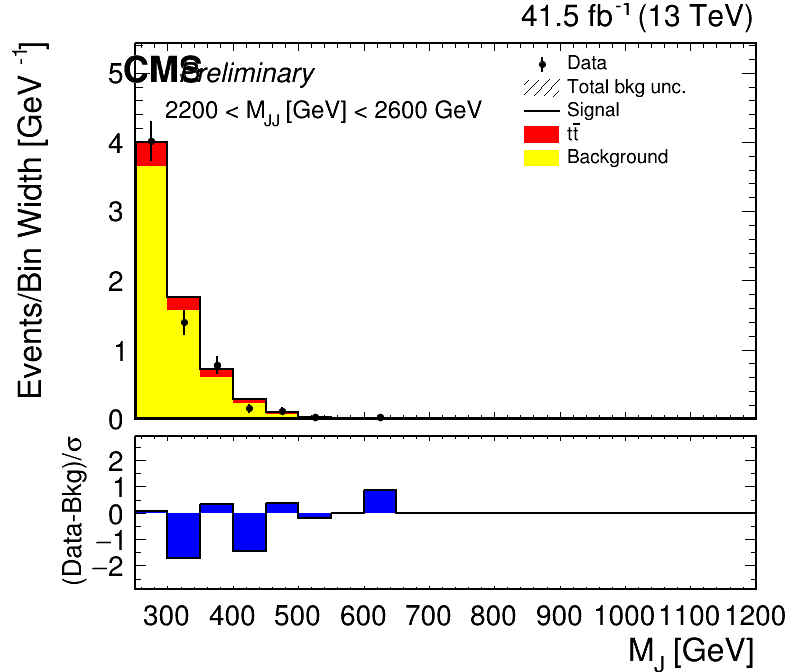 41.5 fb⁻¹ (13 TeV)
CMS Preliminary
2200 < M_JJ [GeV] < 2600 GeV
Data
Total bkg unc.
Signal
tt̄
Background
Events/Bin Width [GeV⁻¹]
5
4
3
2
1
0
(Data-Bkg)/σ
2
1
0
−1
−2
300 400 500 600 700 800 900 1000 1100 1200
M_J [GeV]